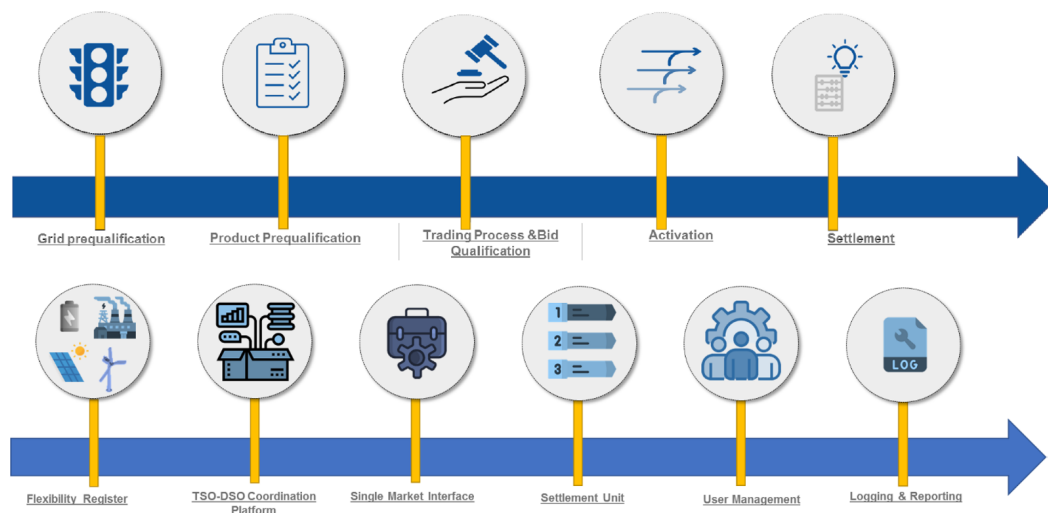 Grid prequalification
Product Prequalification
Trading Process &Bid
Qualification
Activation
Settlement
1
2
3
LOG
Flexibility Register
TSO-DSO Coordination
Platform
Single Market Interface
Settlement Unit
User Management
Logging & Reporting